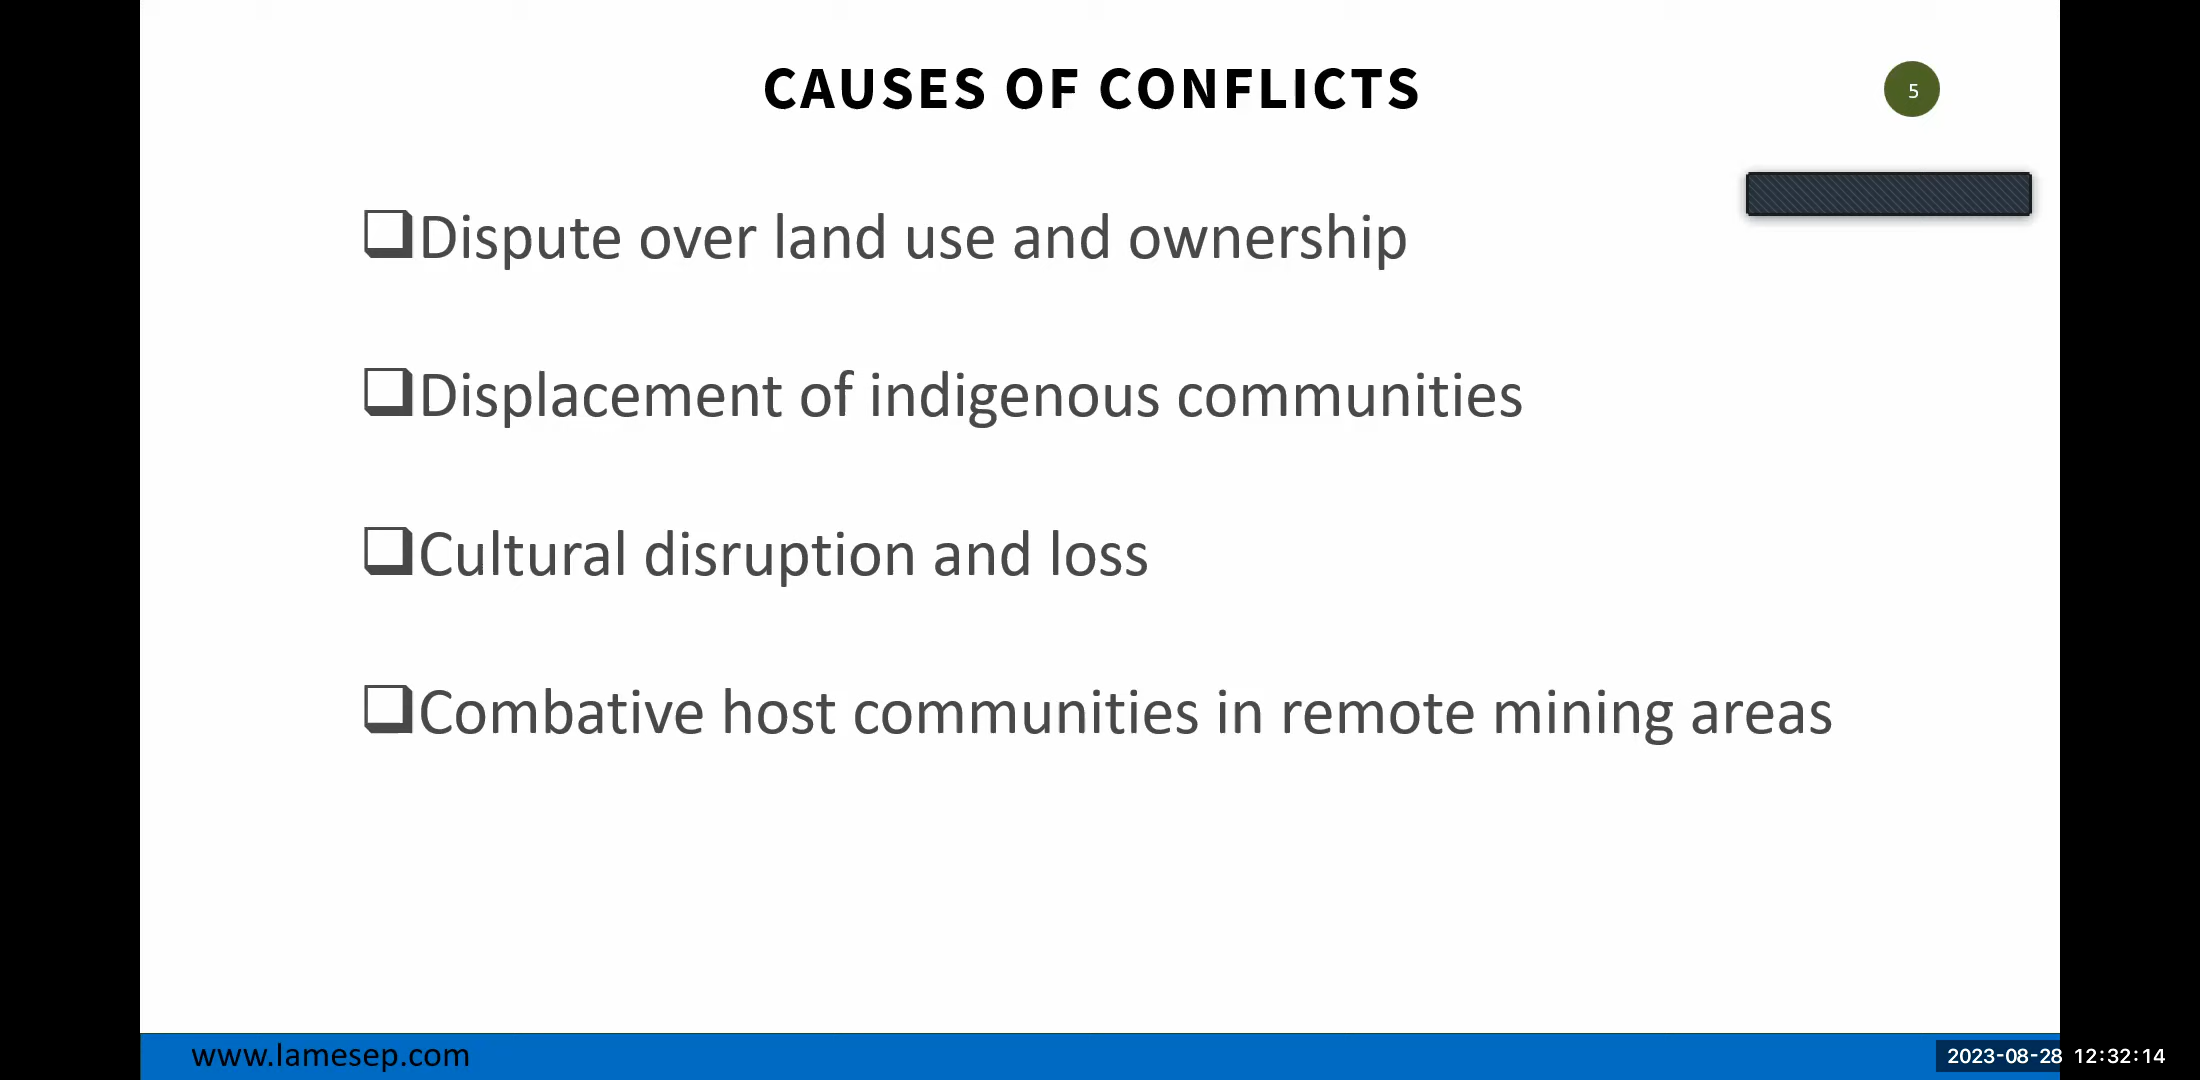 CAUSES OF CONFLICTS
5
❑Dispute over land use and ownership
❑Displacement of indigenous communities
❑Cultural disruption and loss
❑Combative host communities in remote mining areas
www.lamesep.com
2023-08-28 12:32:14